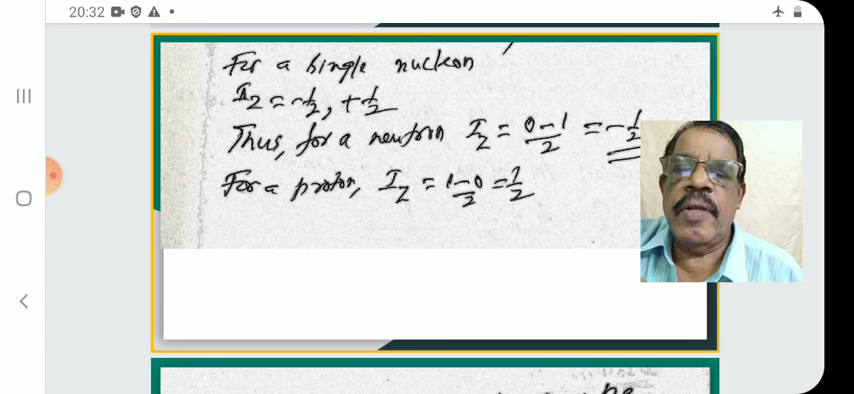 20:32
For a single nucleon
I_Z = -1/2, +1/2
Thus, for a neutron I_Z = 0-1/2 = -1/2
For a proton, I_Z = 1-0/2 = 1/2